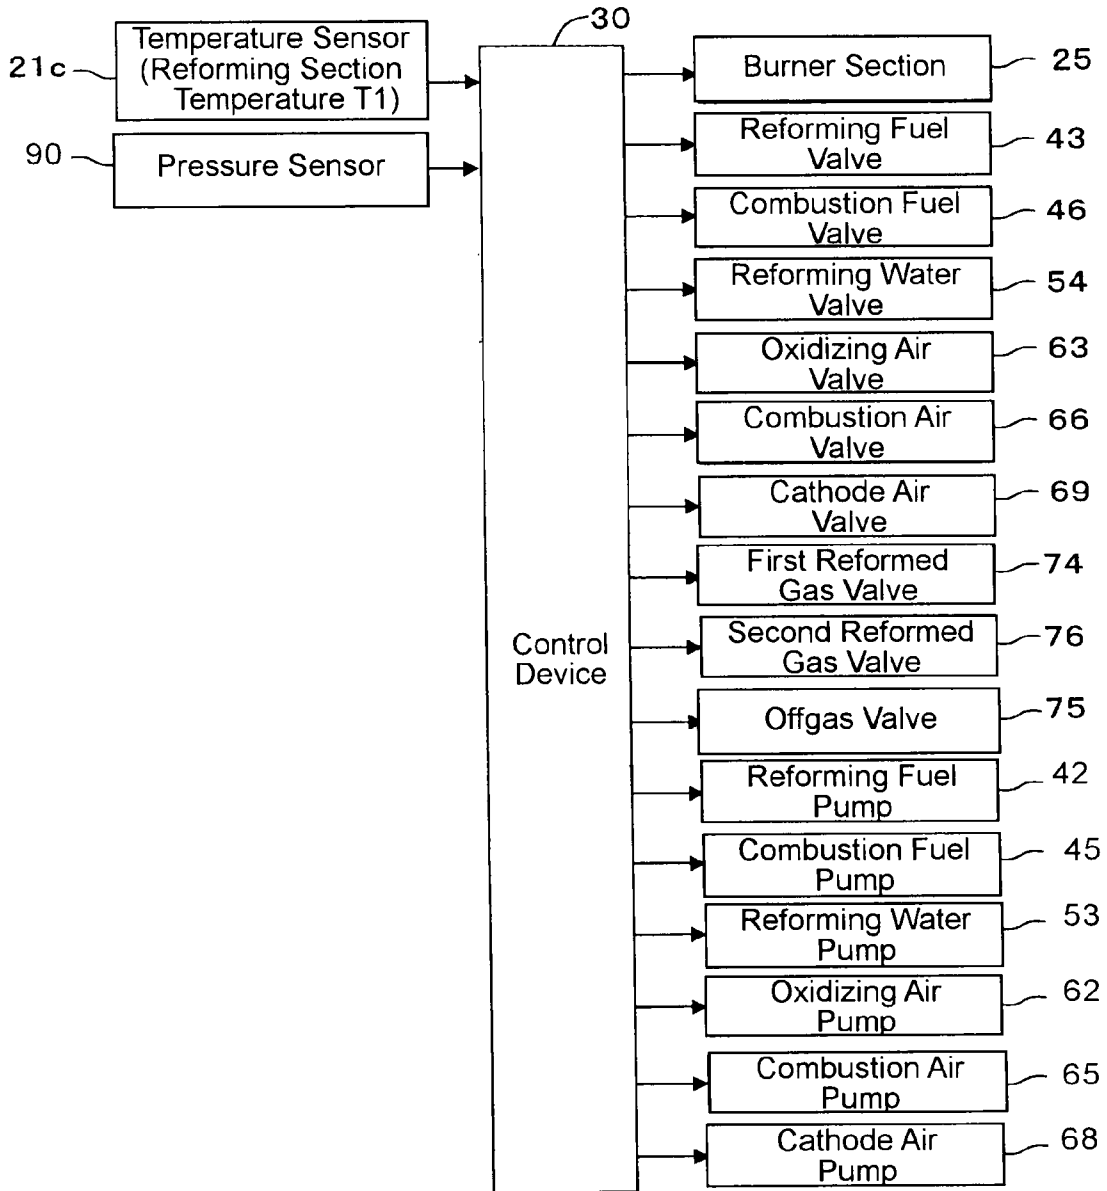 30
21c
Temperature Sensor
(Reforming Section
Temperature T1)
90
Pressure Sensor
Control
Device
Burner Section
25
Reforming Fuel
Valve
43
Combustion Fuel
Valve
46
Reforming Water
Valve
54
Oxidizing Air
Valve
63
Combustion Air
Valve
66
Cathode Air
Valve
69
First Reformed
Gas Valve
74
Second Reformed
Gas Valve
76
Offgas Valve
75
Reforming Fuel
Pump
42
Combustion Fuel
Pump
45
Reforming Water
Pump
53
Oxidizing Air
Pump
62
Combustion Air
Pump
65
Cathode Air
Pump
68